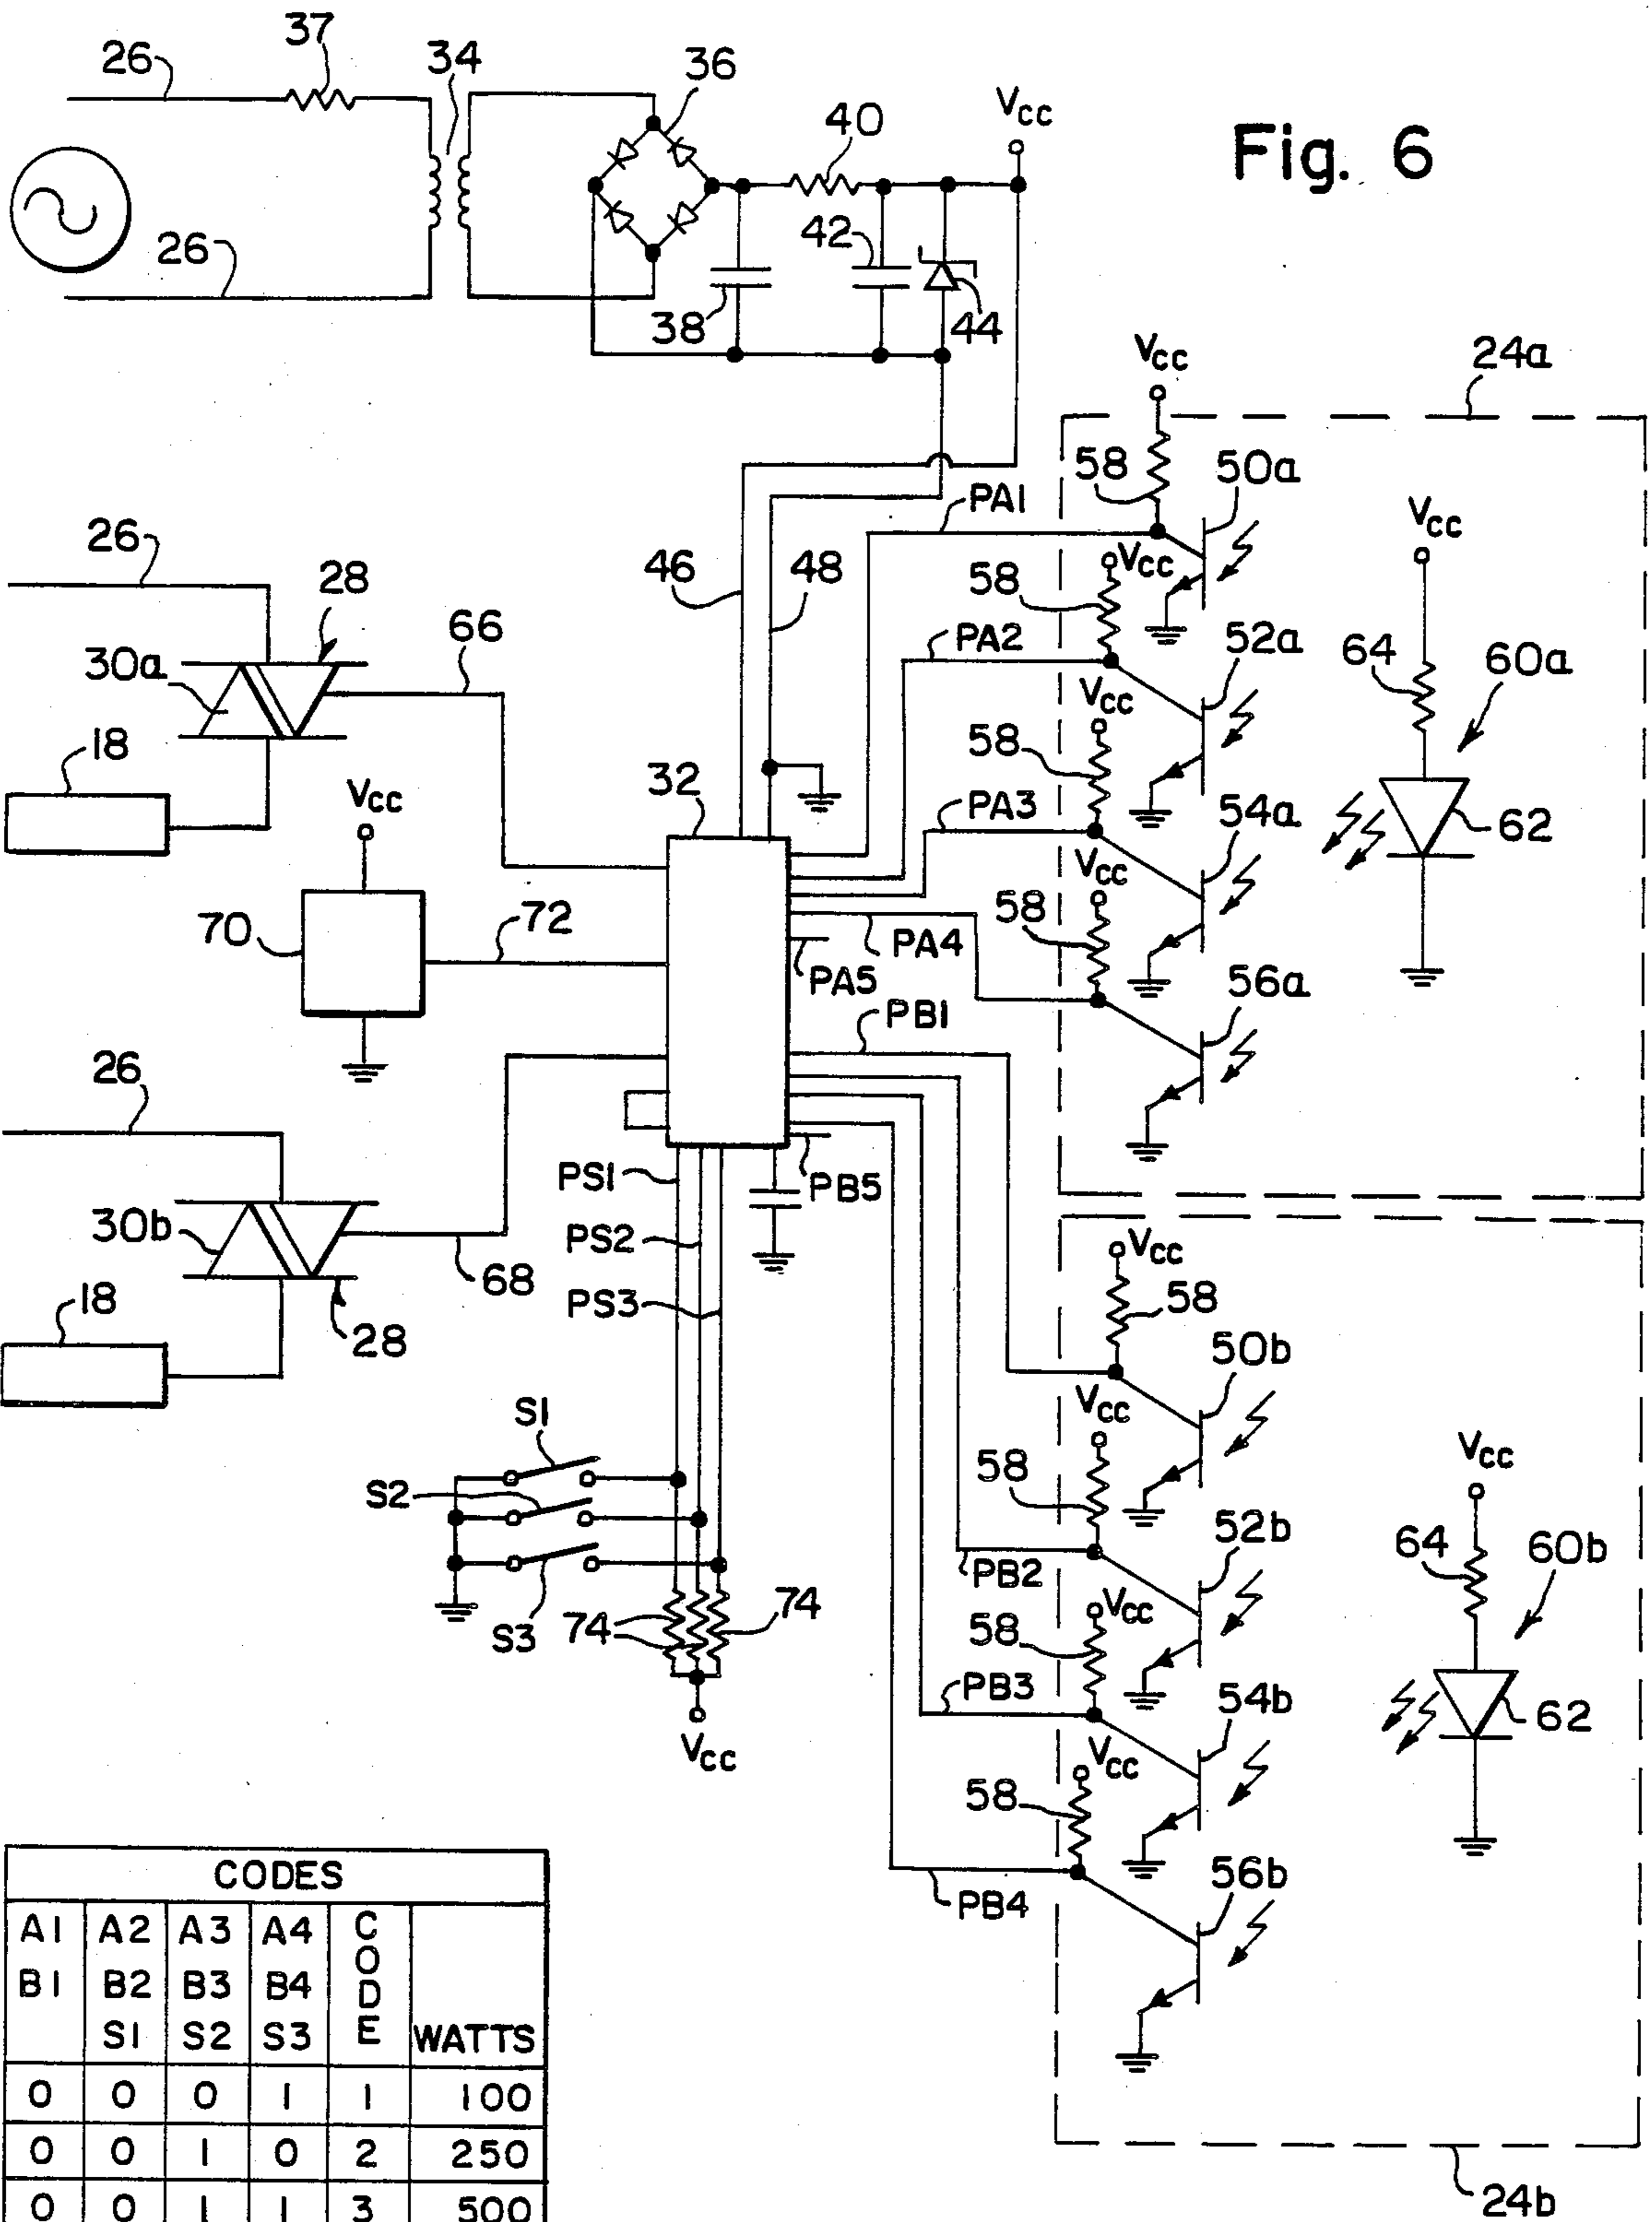 Fig. 6
26
37
34
36
40
Vcc
26
42
38
44
Vcc
24a
58
50a
PA1
Vcc
26
28
46
48
Vcc
58
66
PA2
52a
30a
64
60a
Vcc
18
58
32
PA3
54a
Vcc
62
Vcc
58
70
72
PA4
PA5
56a
PB1
26
PS1
PB5
30b
PS2
Vcc
68
18
PS3
58
28
50b
S1
Vcc
S2
58
Vcc
52b
64
60b
PB2
S3
74
74
Vcc
58
PB3
54b
62
Vcc
Vcc
58
56b
PB4
24b
CODES
A1 A2 A3 A4 CODE
B1 B2 B3 B4
S1 S2 S3 WATTS
0 0 0 1 1 100
0 0 1 0 2 250
0 0 1 1 3 500